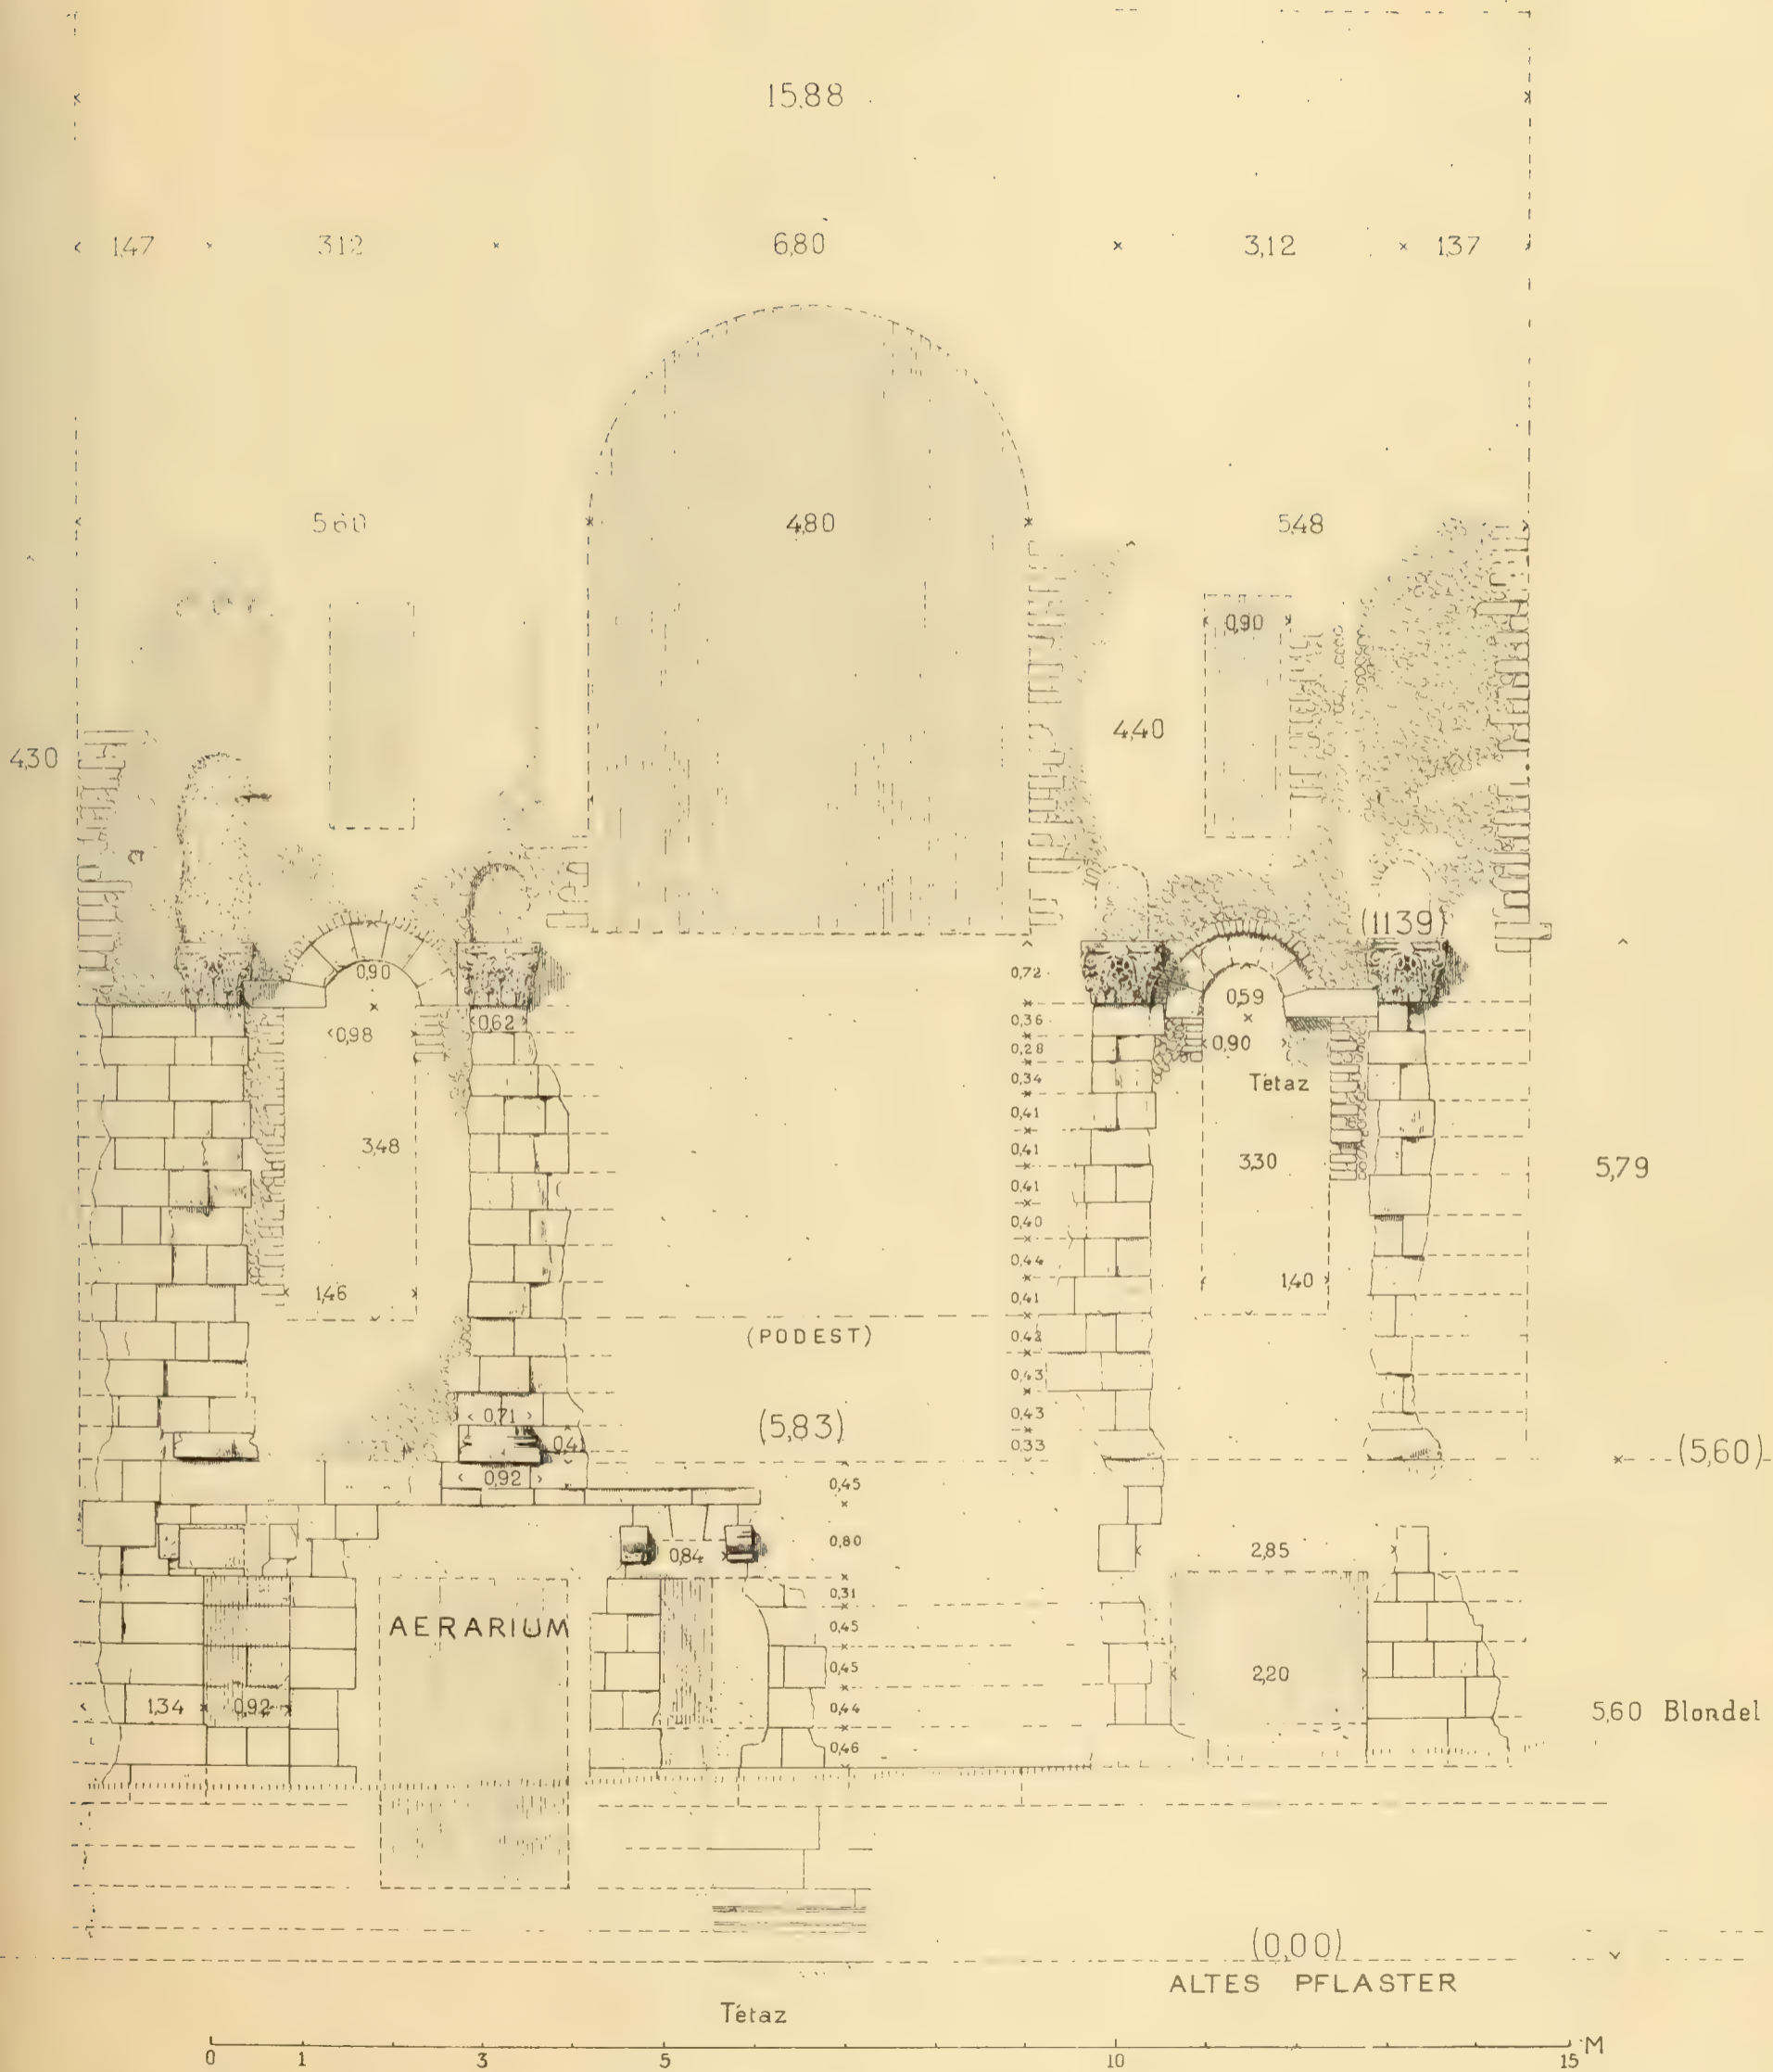 15,88
1,47 3,12 6,80 3,12 1,37
5,60 4,80 5,48
0,90
4,30 4,40
(11,39)
0,90 0,72 0,59
0,62 0,36
0,98 0,28 0,90
0,34 Tétaz
0,41
3,48 0,41 3,30 5,79
0,41
0,40
0,44
1,46 0,41 1,40
(PODEST) 0,42
0,43
0,71 (5,83) 0,43
0,41 0,33 (5,60)
0,92 0,45
0,84 0,80 2,85
0,31
AERARIUM 0,45
0,45 2,20
1,34 0,92 0,44 5,60 Blondel
0,46
(0,00)
ALTES PFLASTER
Tétaz
0 1 3 5 10 15 M